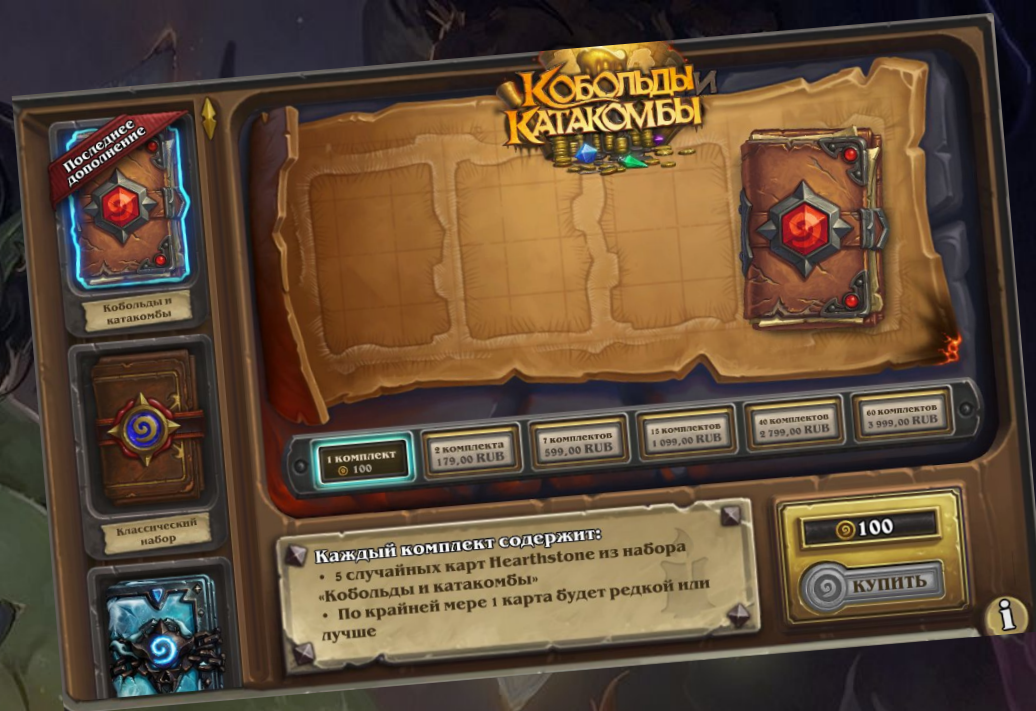 Кобольды и
Катакомбы
Последнее
дополнение
Кобольды и
катакомбы
Классический
набор
1 комплект
100
2 комплекта
179,00 RUB
7 комплектов
599,00 RUB
15 комплектов
1 099,00 RUB
40 комплектов
2 799,00 RUB
60 комплектов
3 999,00 RUB
Каждый комплект содержит:
• 5 случайных карт Hearthstone из набора
«Кобольды и катакомбы»
• По крайней мере 1 карта будет редкой или
лучше
100
Купить
i